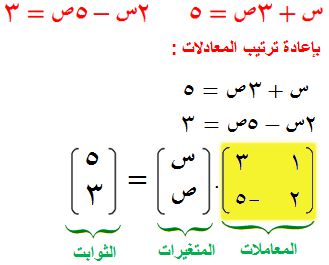 س + ٣ص = ٥ ٢س – ٥ص = ٣
بإعادة ترتيب المعادلات :
س + ٣ص = ٥
٢س – ٥ص = ٣
١ ٣ س ٥
. =
٢ –٥ ص ٣
المعاملات المتغيرات الثوابت